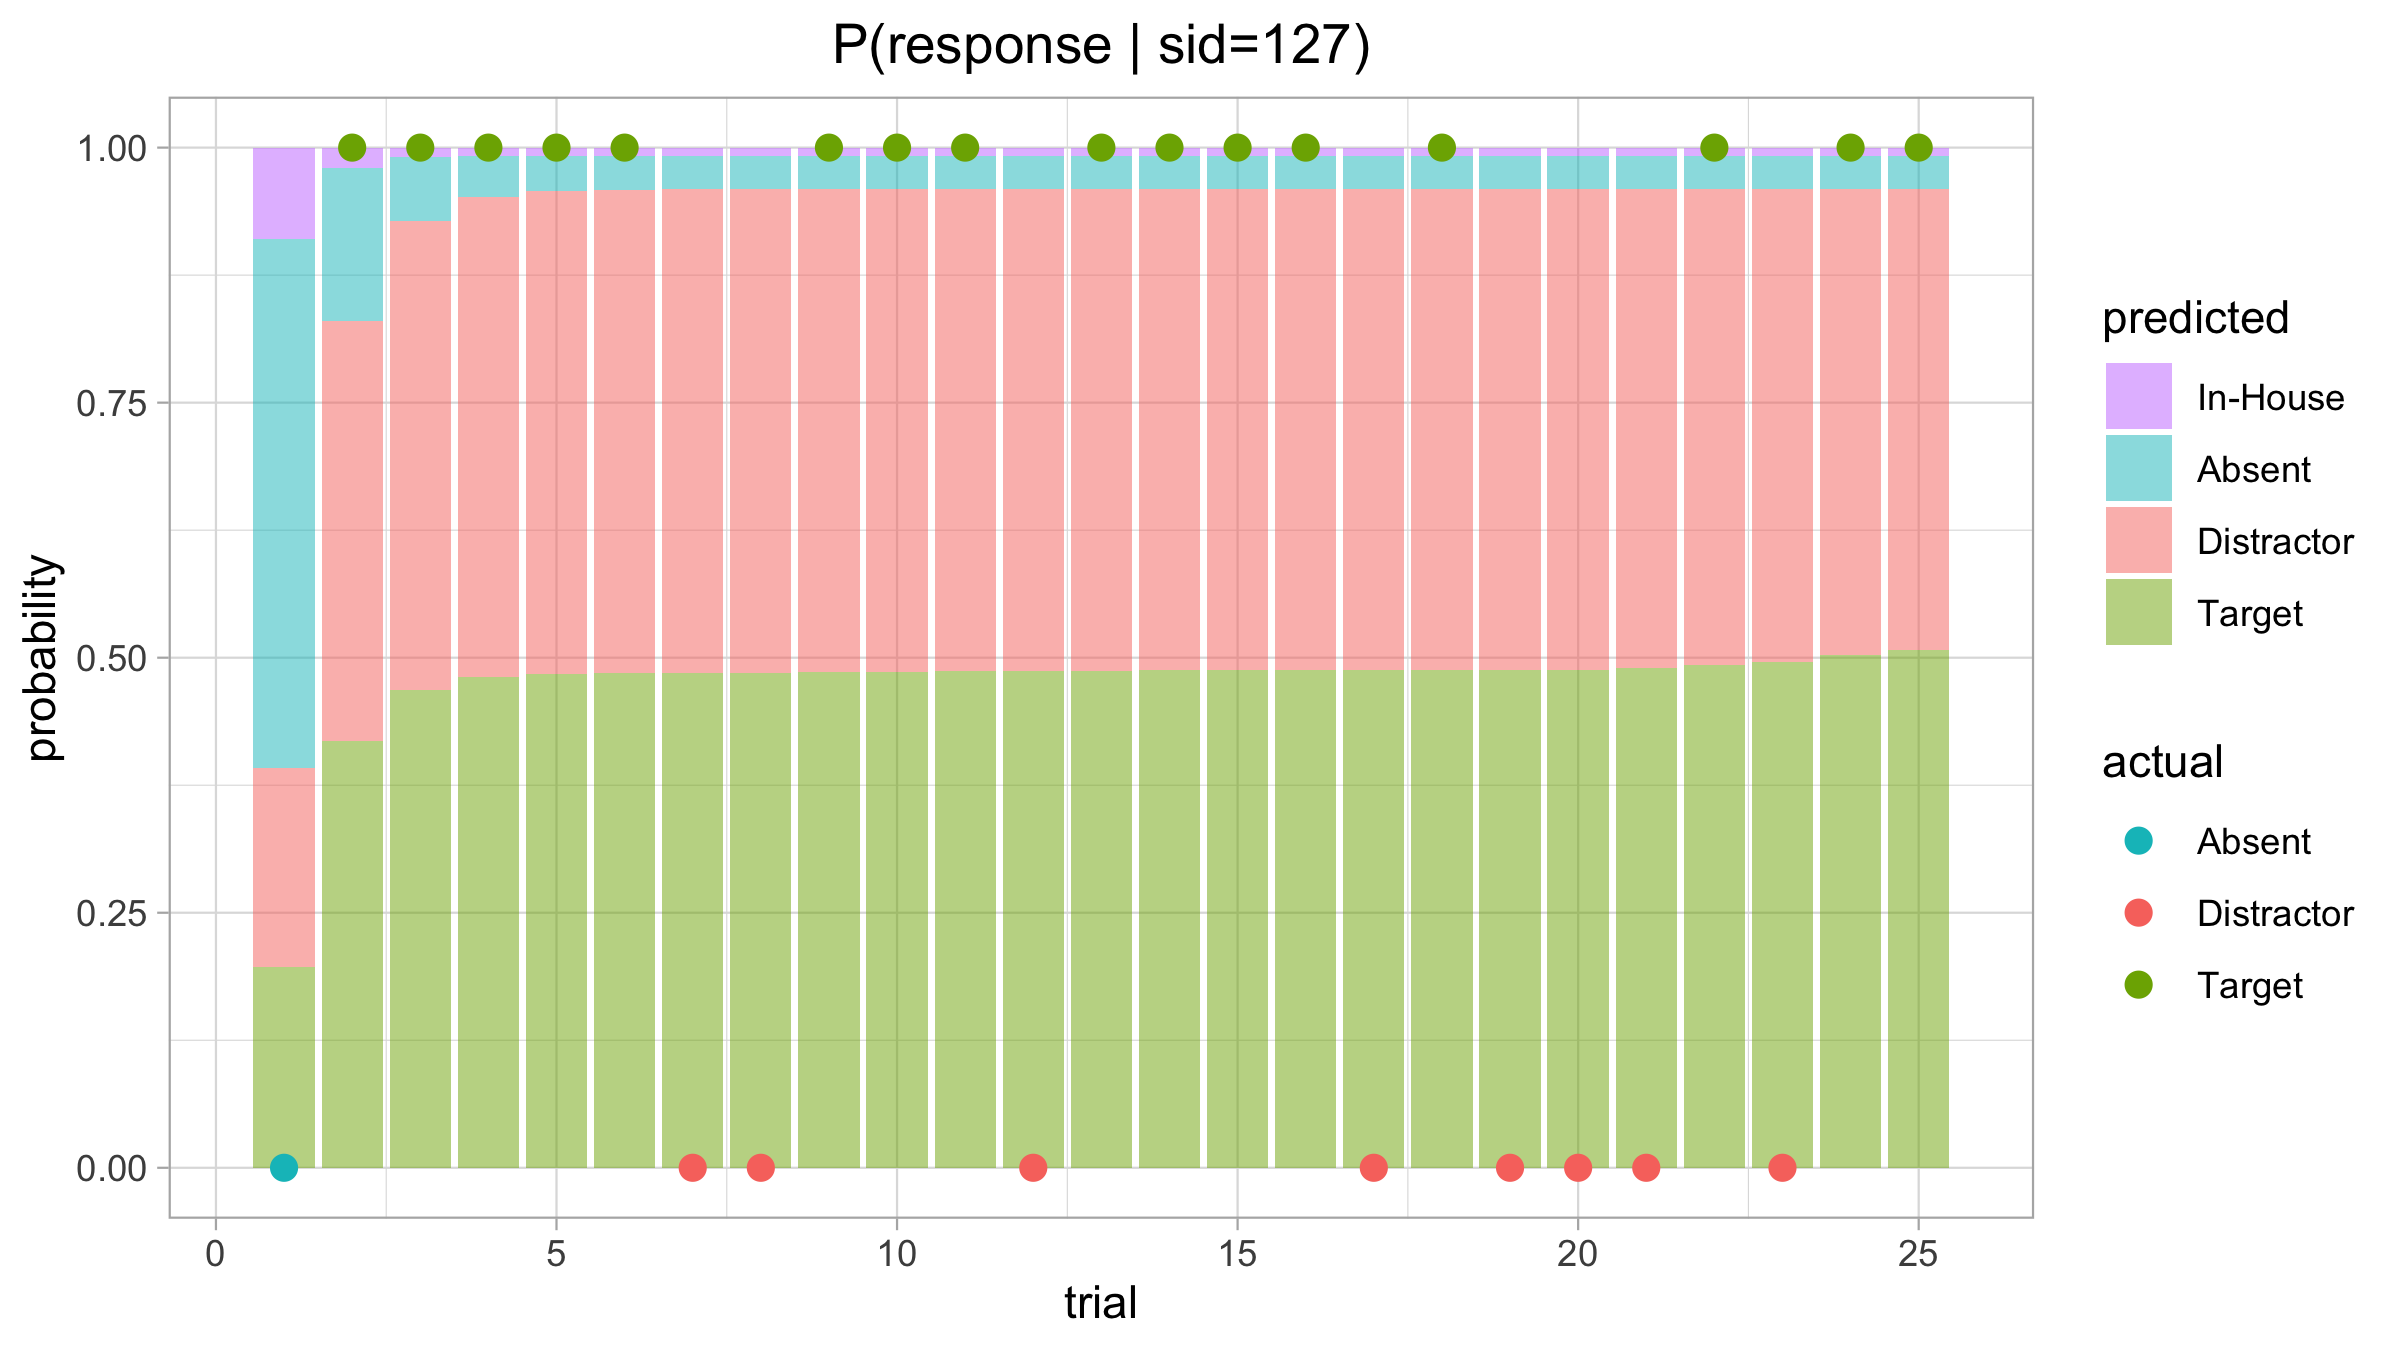 P(response | sid=127)
1.00
0.75
0.50
0.25
0.00
probability
0 5 10 15 20 25
trial
predicted
In-House
Absent
Distractor
Target
actual
Absent
Distractor
Target